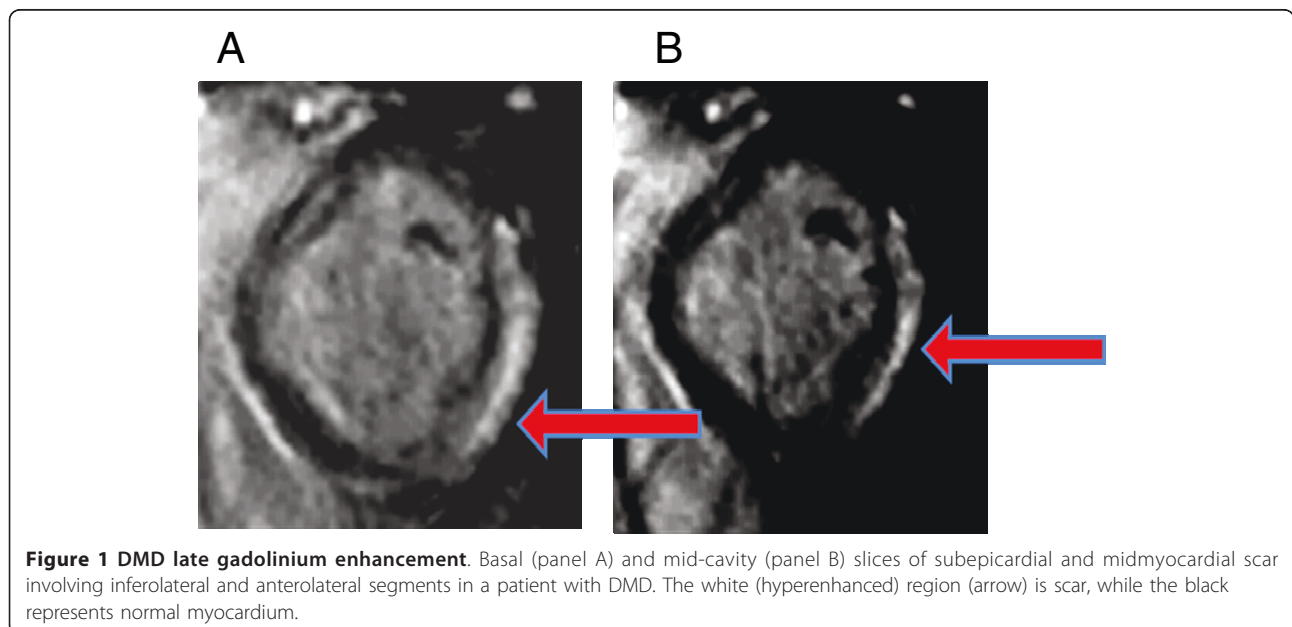 A
B
Figure 1 DMD late gadolinium enhancement. Basal (panel A) and mid-cavity (panel B) slices of subepicardial and midmyocardial scar
involving inferolateral and anterolateral segments in a patient with DMD. The white (hyperenhanced) region (arrow) is scar, while the black
represents normal myocardium.